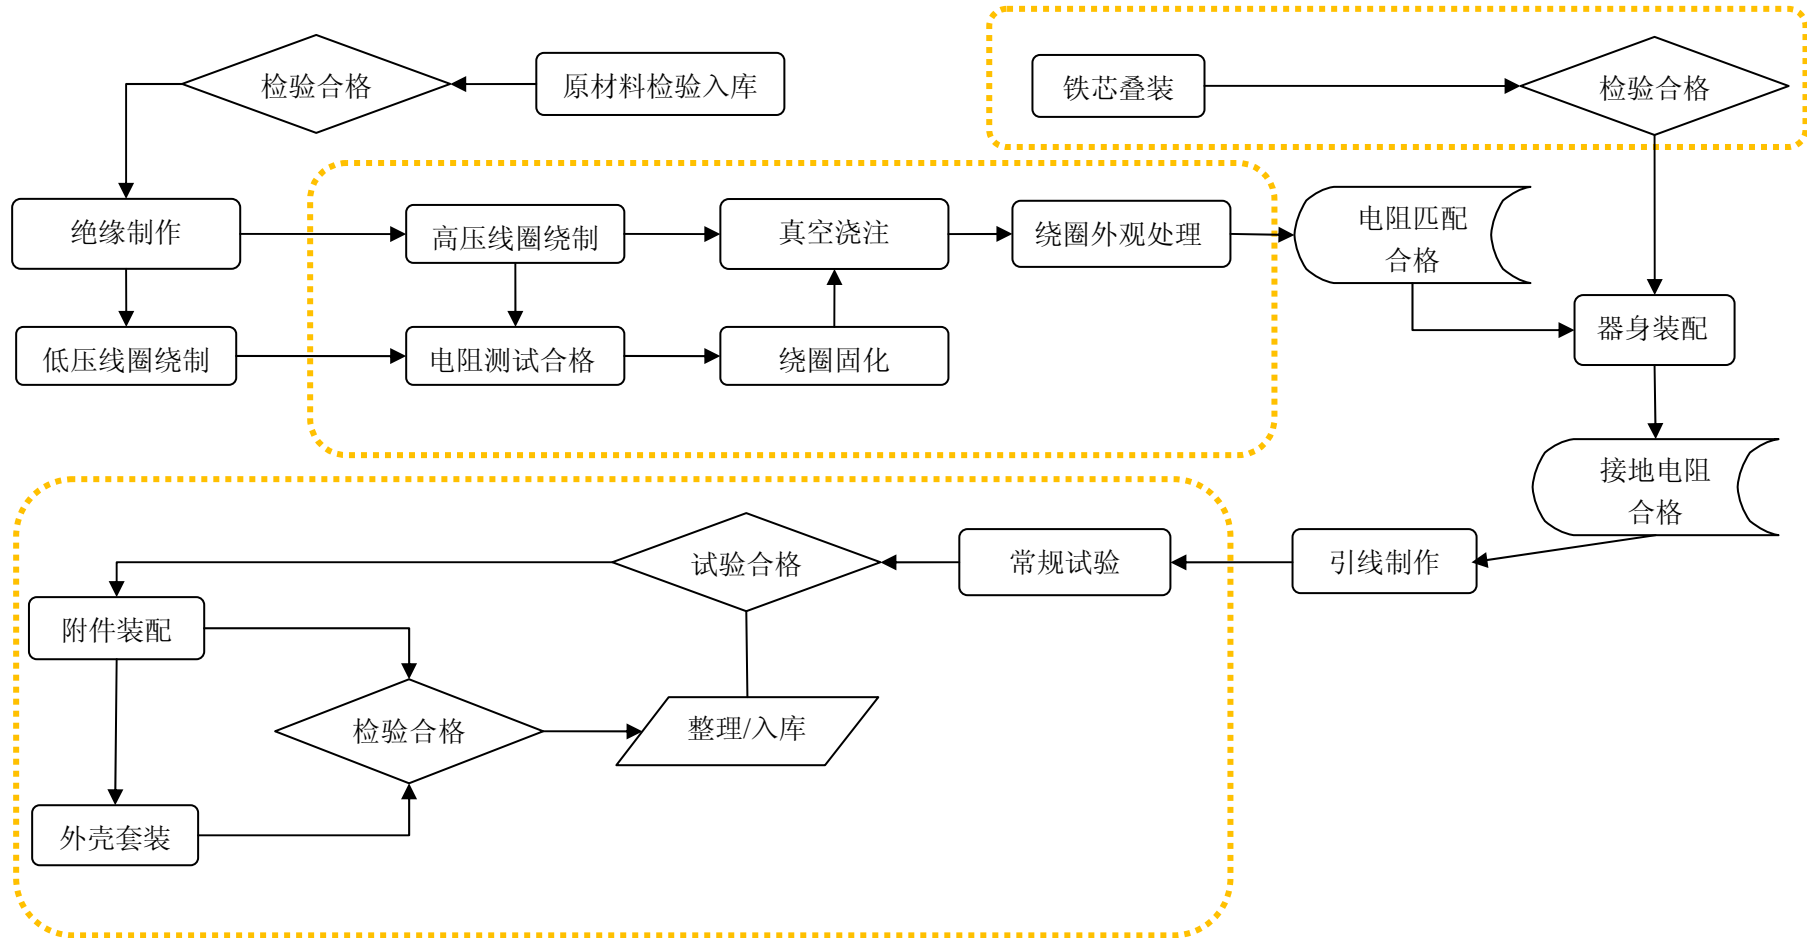 检验合格
原材料检验入库
铁芯叠装
检验合格
绝缘制作
高压线圈绕制
真空浇注
绕圈外观处理
电阻匹配
合格
低压线圈绕制
电阻测试合格
绕圈固化
器身装配
接地电阻
合格
试验合格
常规试验
引线制作
附件装配
检验合格
整理/入库
外壳套装